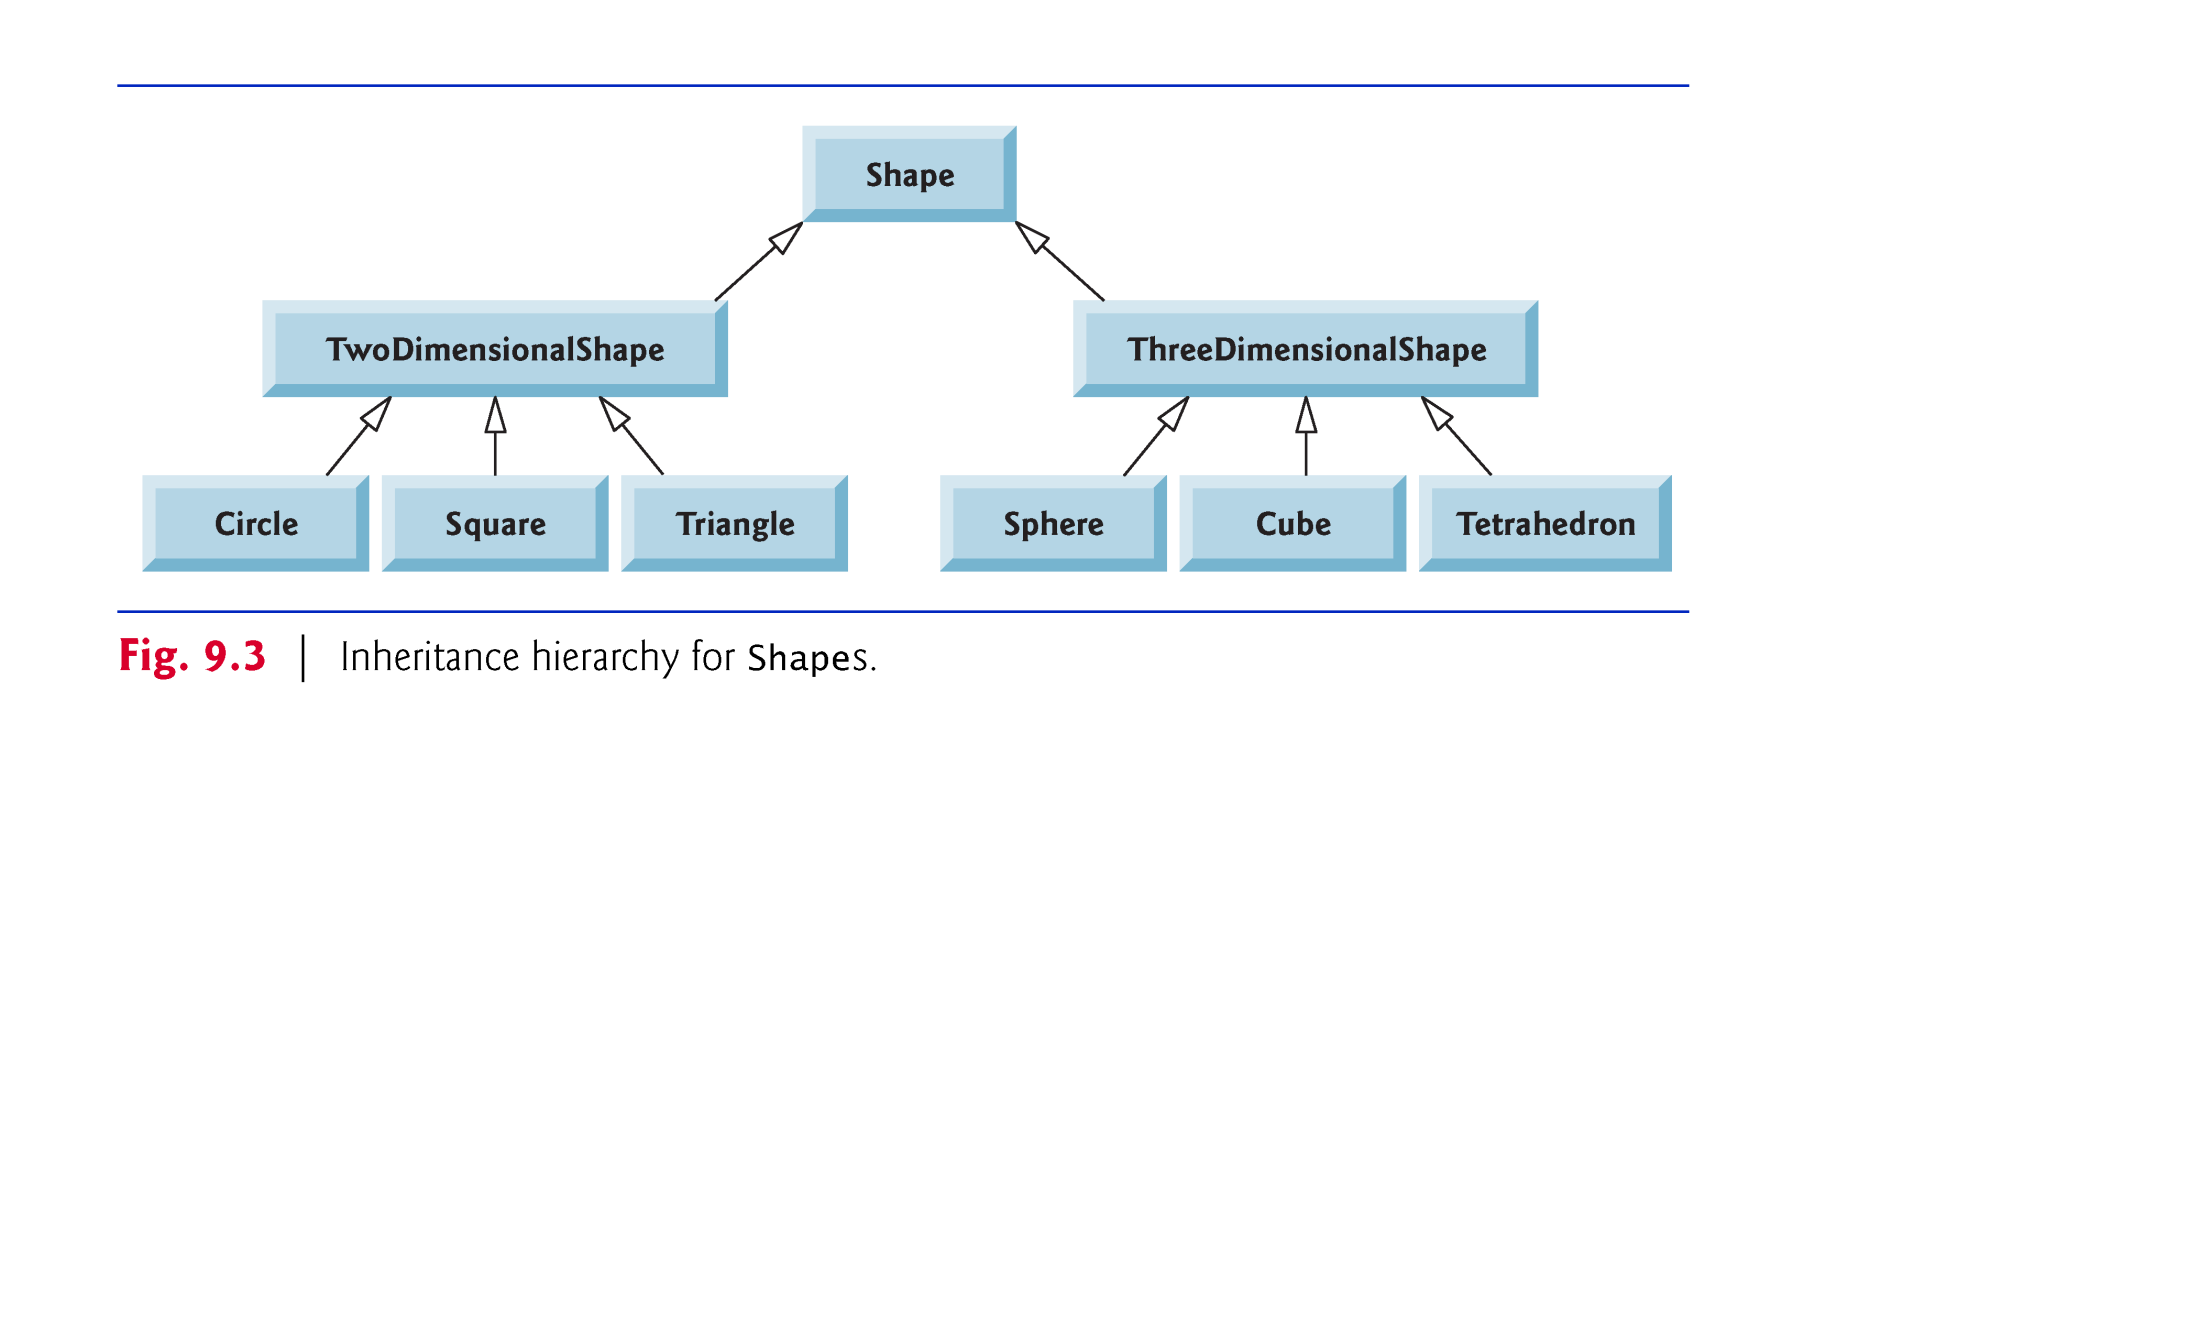 Shape
TwoDimensionalShape ThreeDimensionalShape
Circle Square Triangle Sphere Cube Tetrahedron
Fig. 9.3 | Inheritance hierarchy for Shapes.